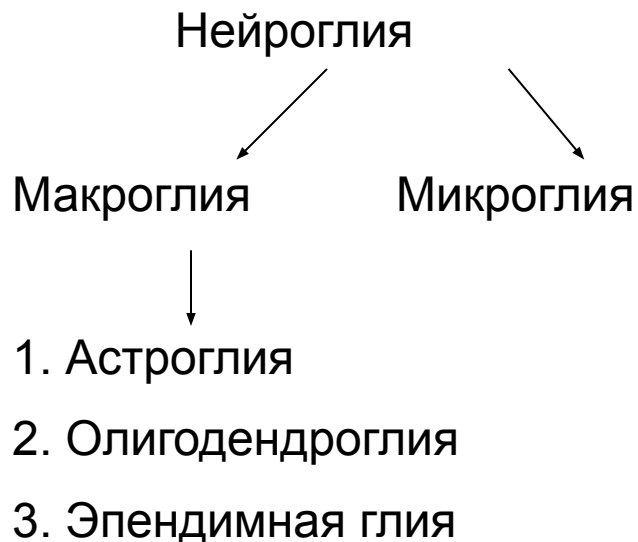 Нейроглия
Макроглия Микроглия
1. Астроглия
2. Олигодендроглия
3. Эпендимная глия